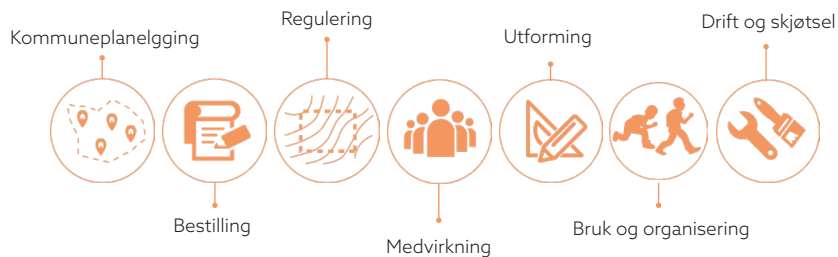 Kommuneplanelgging
Bestilling
Regulering
Medvirkning
Utforming
Bruk og organisering
Drift og skjøtsel